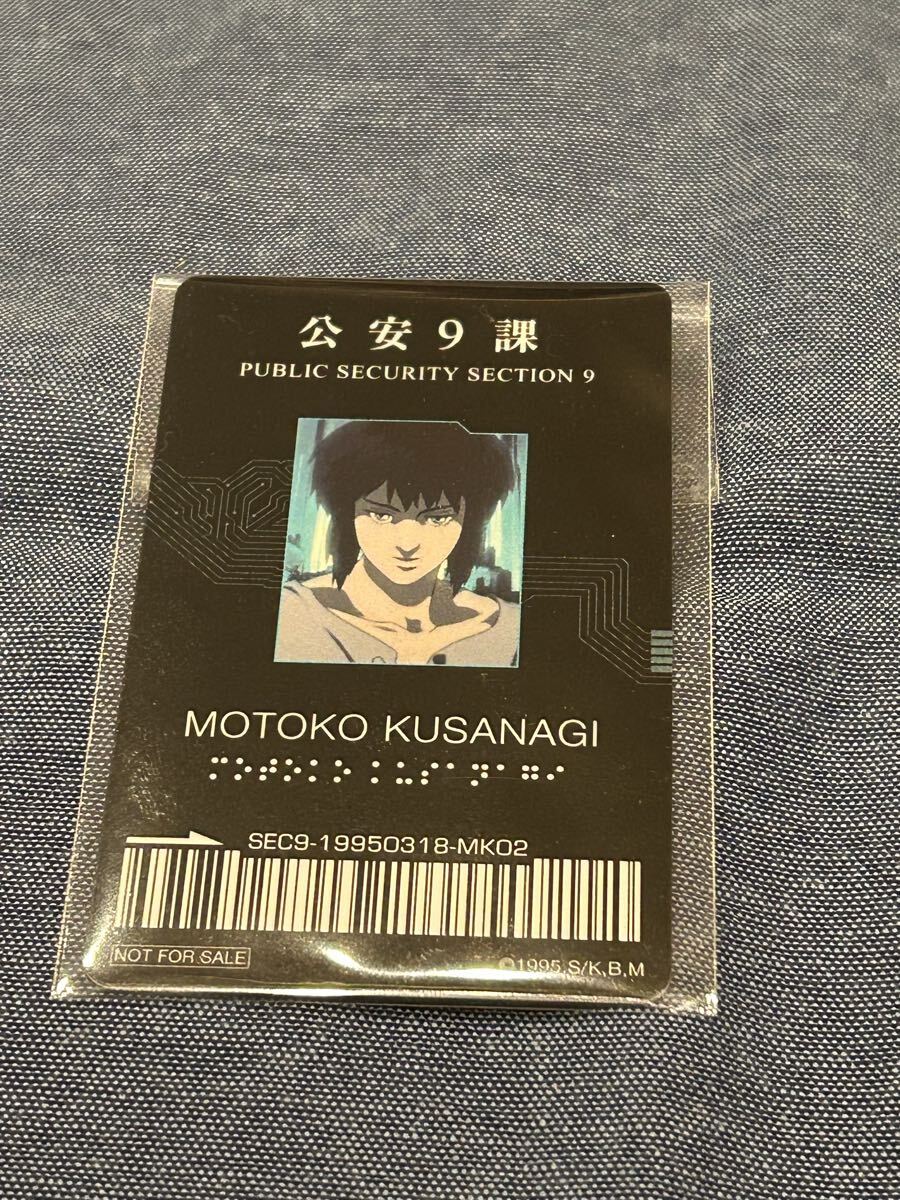 公安9課
PUBLIC SECURITY SECTION 9
MOTOKO KUSANAGI
⠍⠕⠞⠕⠅⠕ ⠅⠥⠎⠁⠝⠁⠛⠊
SEC9-19950318-MK02
NOT FOR SALE
©1995,S/K,B,M